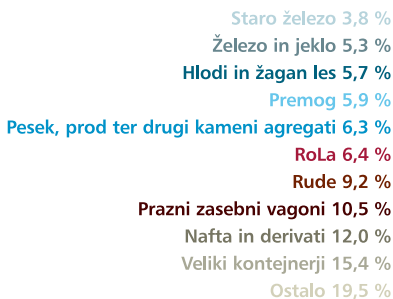 Staro železo 3,8 %
Železo in jeklo 5,3 %
Hlodi in žagan les 5,7 %
Premog 5,9 %
Pesek, prod ter drugi kameni agregati 6,3 %
RoLa 6,4 %
Rude 9,2 %
Prazni zasebni vagoni 10,5 %
Nafta in derivati 12,0 %
Veliki kontejnerji 15,4 %
Ostalo 19,5 %